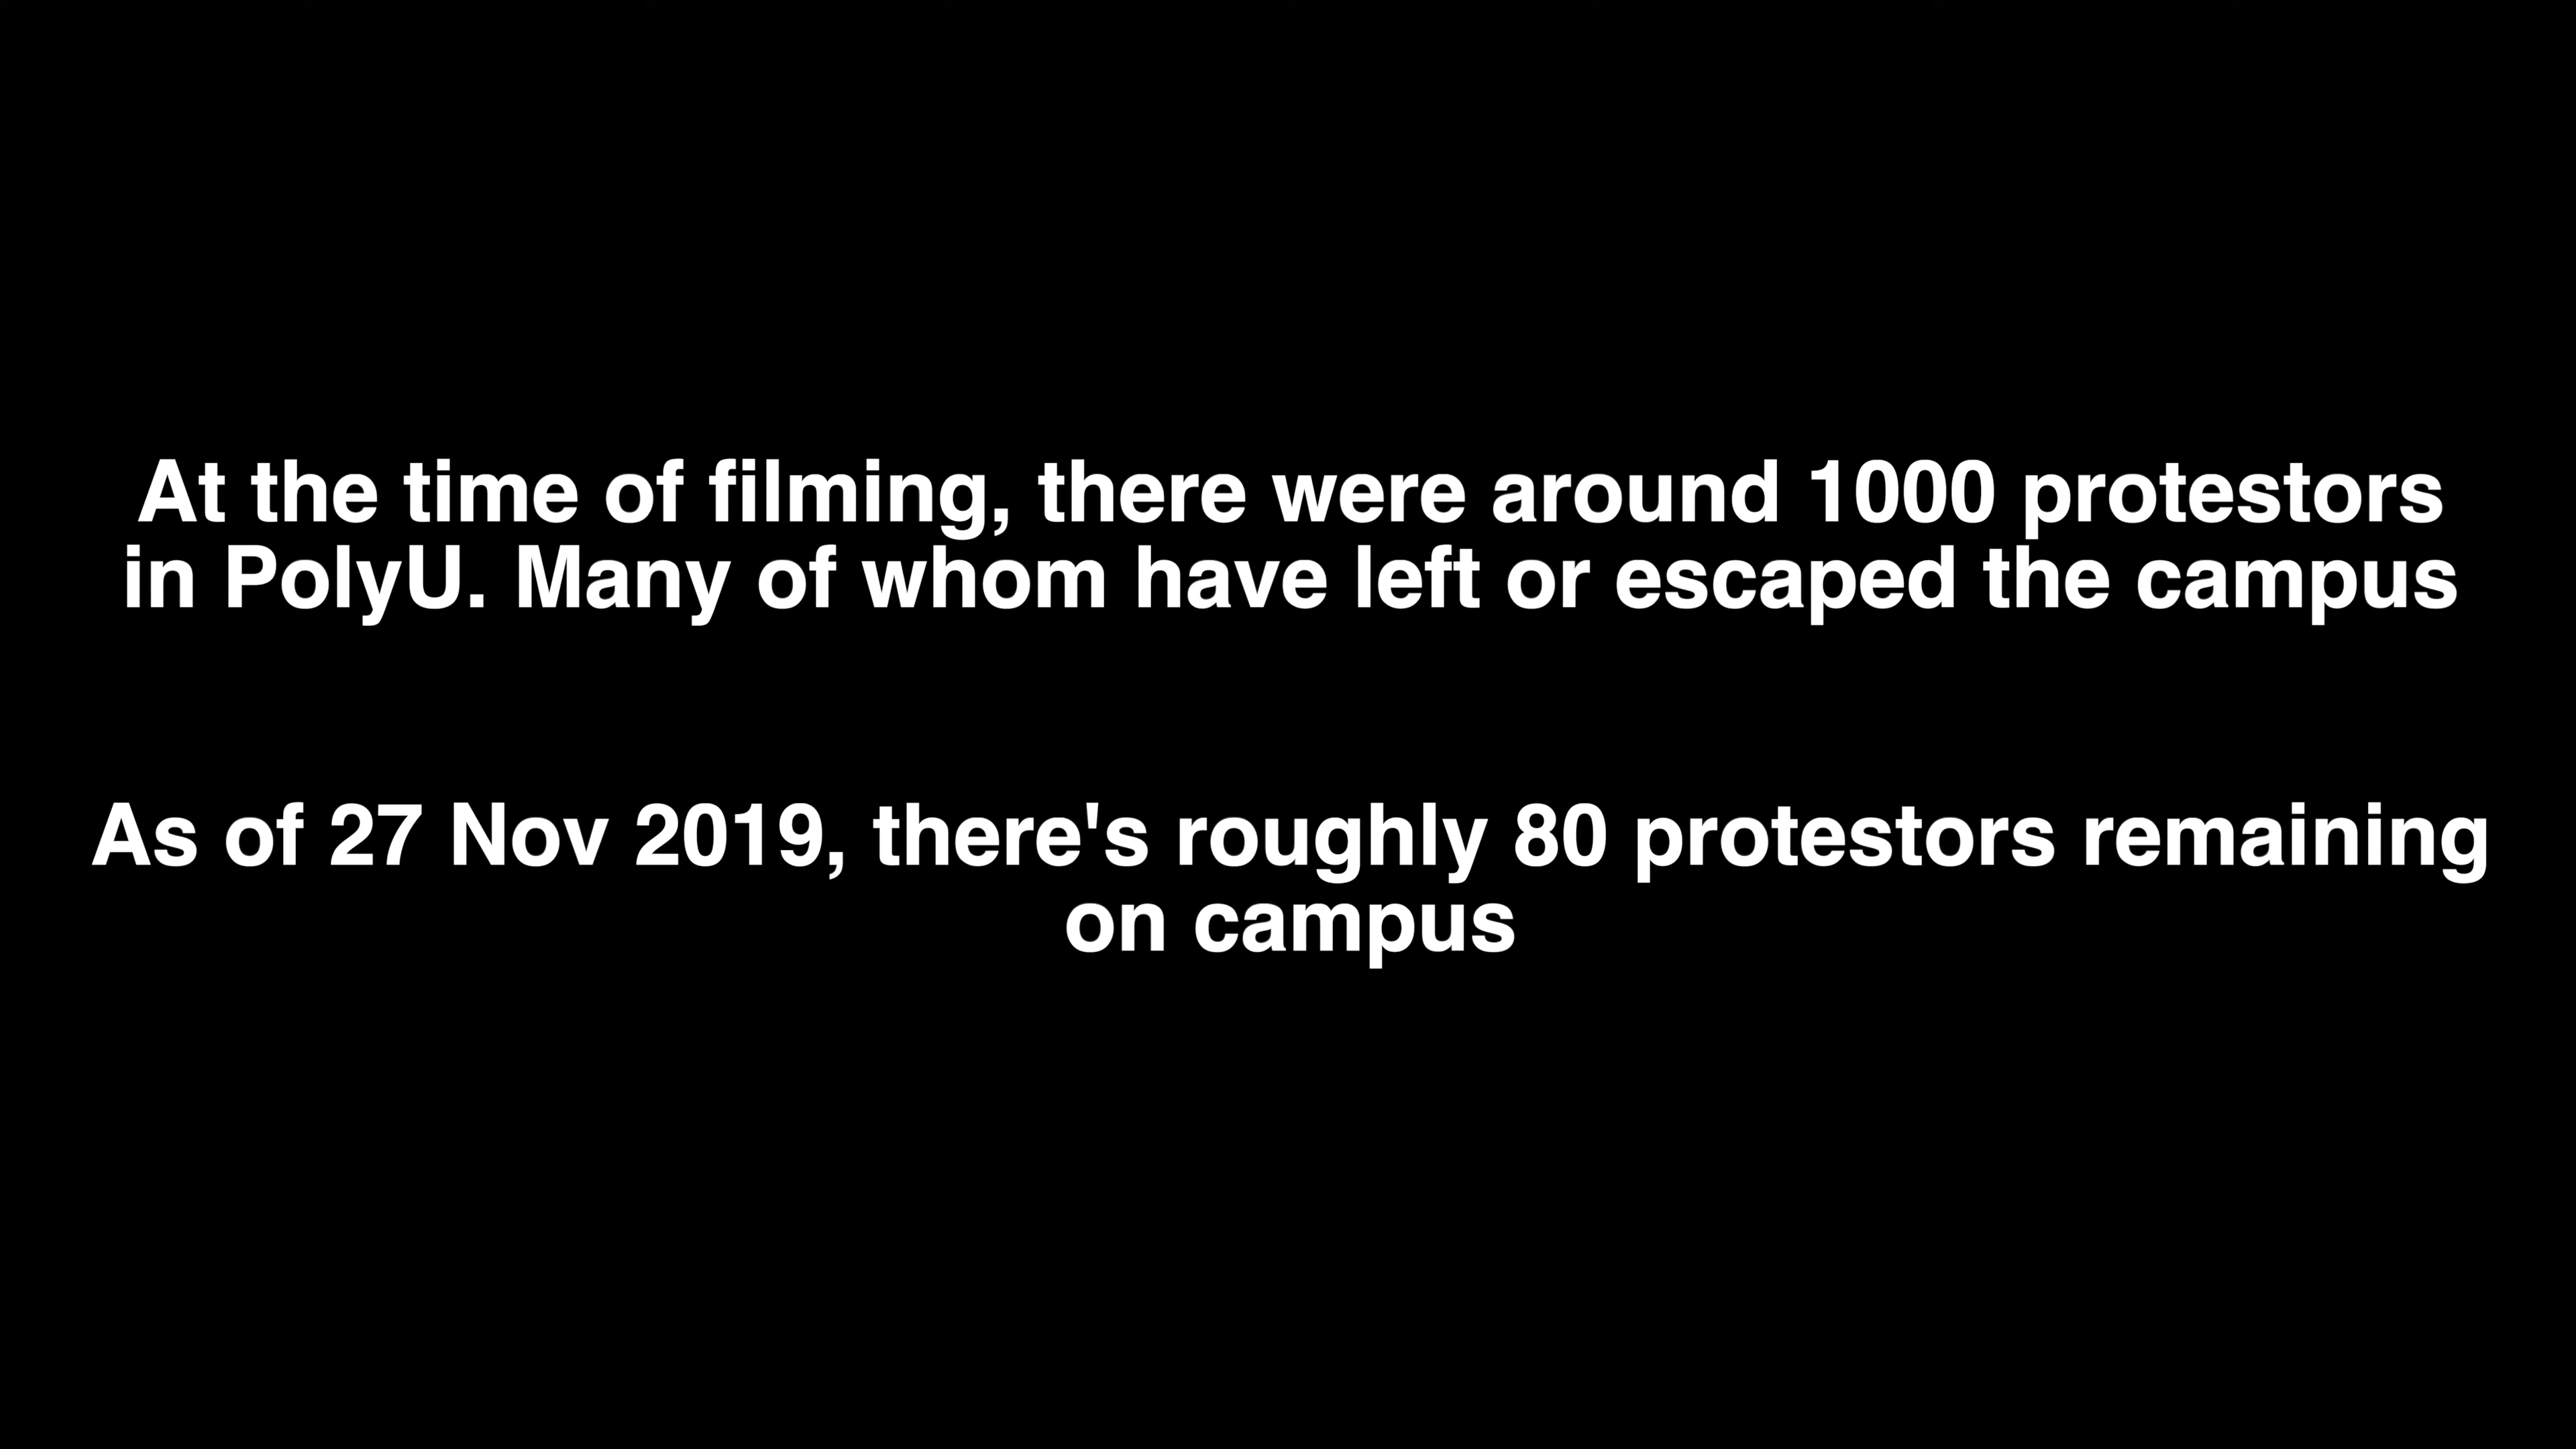 At the time of filming, there were around 1000 protestors
in PolyU. Many of whom have left or escaped the campus
As of 27 Nov 2019, there's roughly 80 protestors remaining
on campus